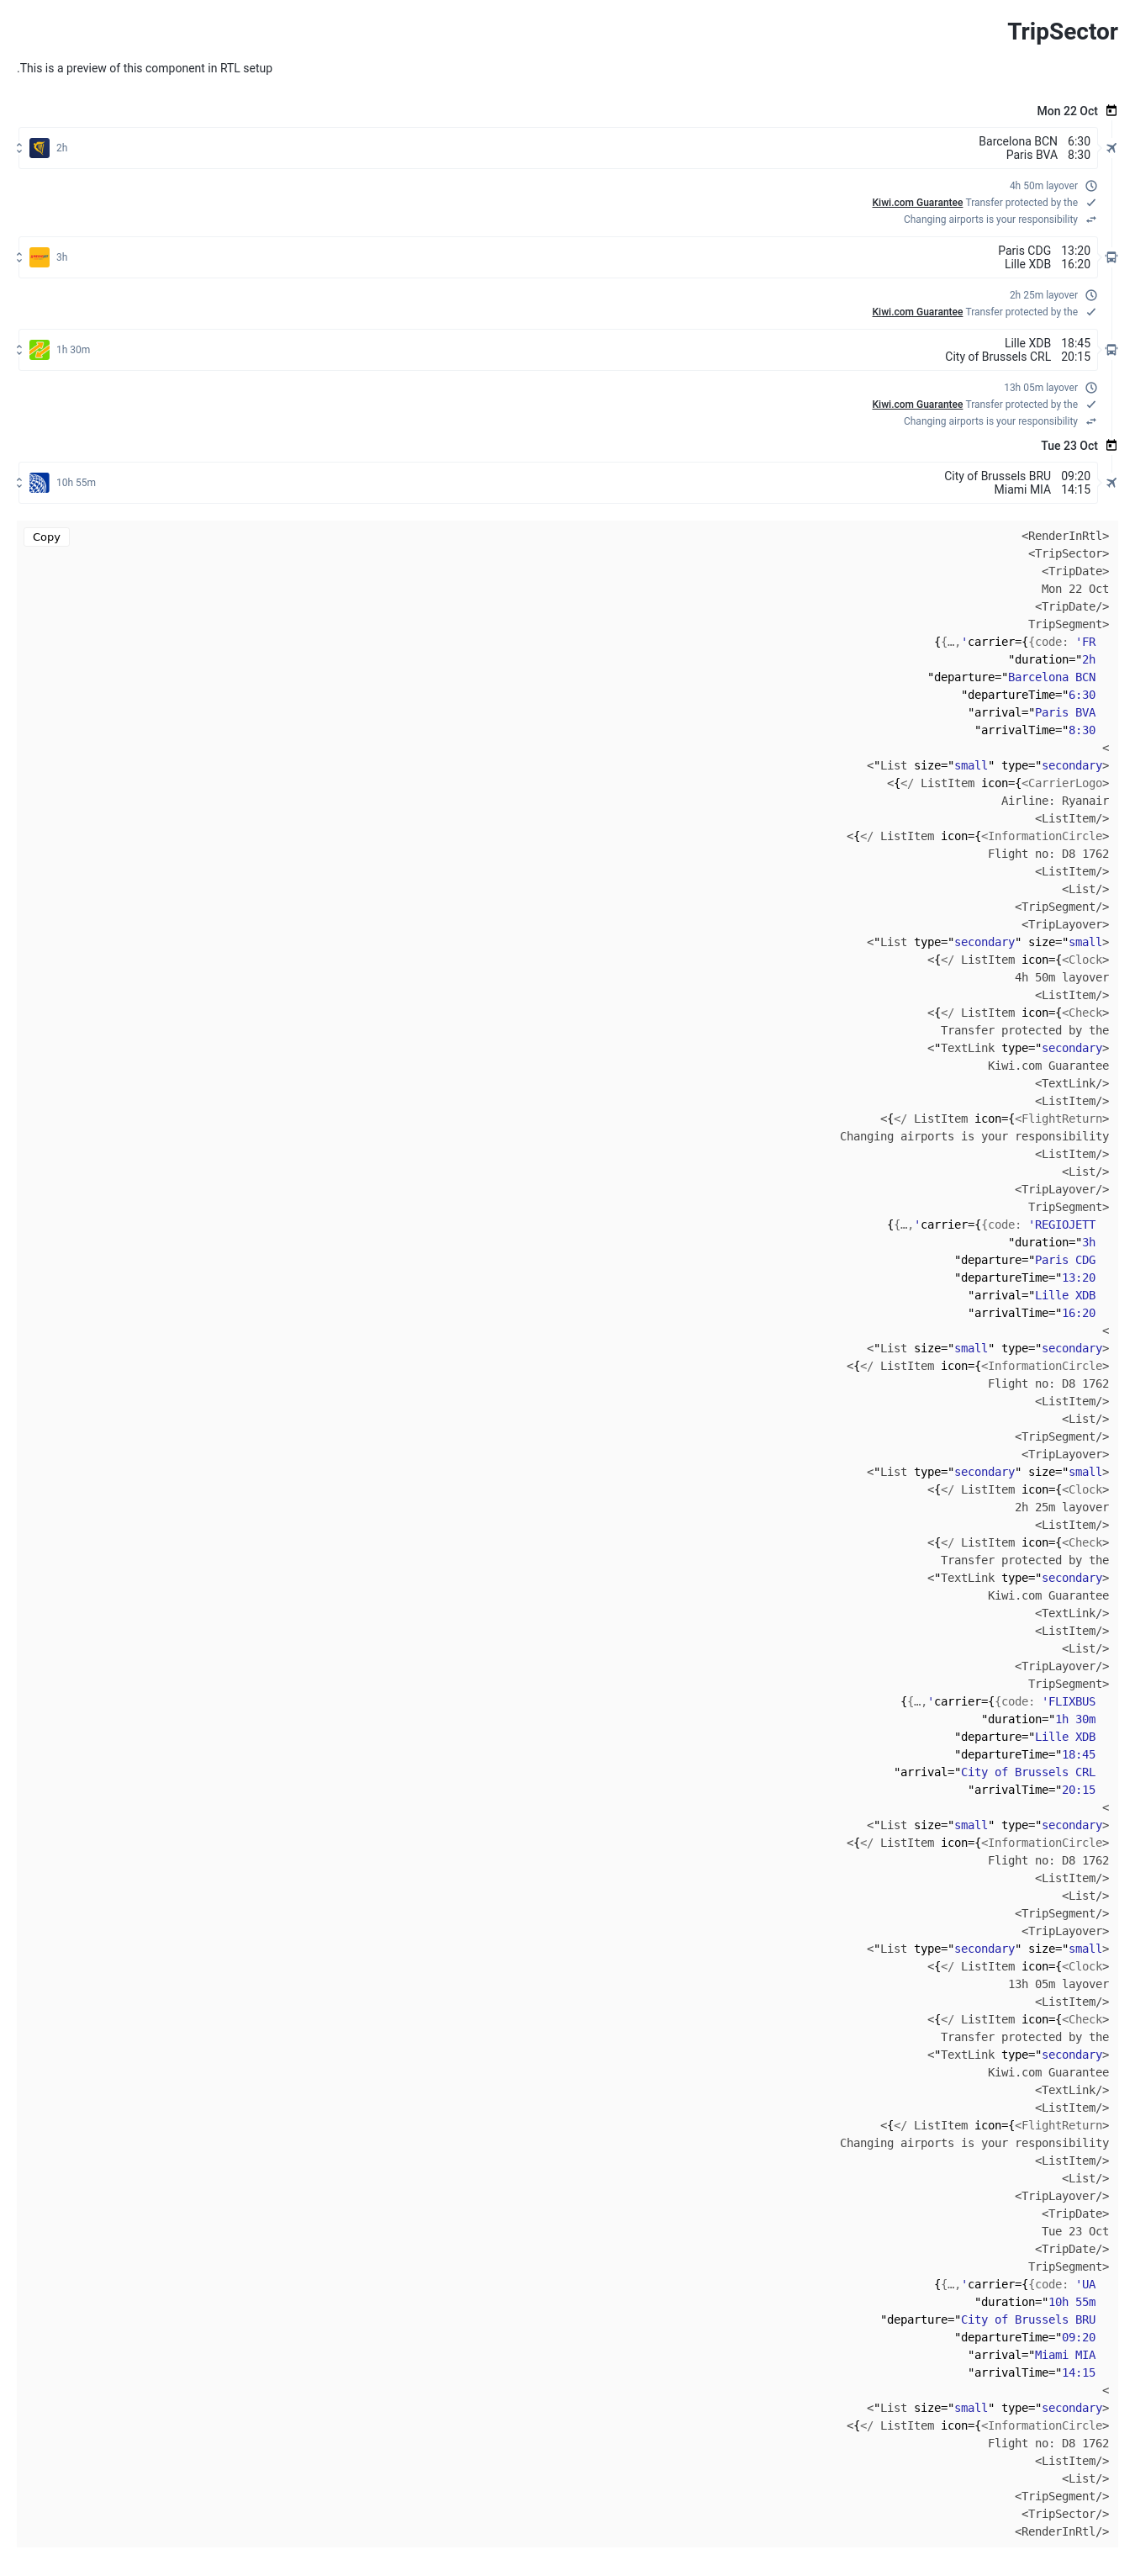 TripSector
.This is a preview of this component in RTL setup
Mon 22 Oct
2h
Barcelona BCN 6:30
Paris BVA 8:30
4h 50m layover
Kiwi.com Guarantee Transfer protected by the
Changing airports is your responsibility
3h
Paris CDG 13:20
Lille XDB 16:20
2h 25m layover
Kiwi.com Guarantee Transfer protected by the
1h 30m
Lille XDB 18:45
City of Brussels CRL 20:15
13h 05m layover
Kiwi.com Guarantee Transfer protected by the
Changing airports is your responsibility
Tue 23 Oct
10h 55m
City of Brussels BRU 09:20
Miami MIA 14:15
Copy
<RenderInRtl>
<TripSector>
<TripDate>
Mon 22 Oct
<TripDate/>
TripSegment>
{{…,'carrier={{code: 'FR
"duration="2h
"departure="Barcelona BCN
"departureTime="6:30
"arrival="Paris BVA
"arrivalTime="8:30
<
<"List size="small" type="secondary>
<{</ ListItem icon={<CarrierLogo>
Airline: Ryanair
<ListItem/>
<{</ ListItem icon={<InformationCircle>
Flight no: D8 1762
<ListItem/>
<List/>
<TripSegment/>
<TripLayover>
<"List type="secondary" size="small>
<{</ ListItem icon={<Clock>
4h 50m layover
<ListItem/>
<{</ ListItem icon={<Check>
Transfer protected by the
<"TextLink type="secondary>
Kiwi.com Guarantee
<TextLink/>
<ListItem/>
<{</ ListItem icon={<FlightReturn>
Changing airports is your responsibility
<ListItem/>
<List/>
<TripLayover/>
TripSegment>
{{…,'carrier={{code: 'REGIOJETT
"duration="3h
"departure="Paris CDG
"departureTime="13:20
"arrival="Lille XDB
"arrivalTime="16:20
<
<"List size="small" type="secondary>
<{</ ListItem icon={<InformationCircle>
Flight no: D8 1762
<ListItem/>
<List/>
<TripSegment/>
<TripLayover>
<"List type="secondary" size="small>
<{</ ListItem icon={<Clock>
2h 25m layover
<ListItem/>
<{</ ListItem icon={<Check>
Transfer protected by the
<"TextLink type="secondary>
Kiwi.com Guarantee
<TextLink/>
<ListItem/>
<List/>
<TripLayover/>
TripSegment>
{{…,'carrier={{code: 'FLIXBUS
"duration="1h 30m
"departure="Lille XDB
"departureTime="18:45
"arrival="City of Brussels CRL
"arrivalTime="20:15
<
<"List size="small" type="secondary>
<{</ ListItem icon={<InformationCircle>
Flight no: D8 1762
<ListItem/>
<List/>
<TripSegment/>
<TripLayover>
<"List type="secondary" size="small>
<{</ ListItem icon={<Clock>
13h 05m layover
<ListItem/>
<{</ ListItem icon={<Check>
Transfer protected by the
<"TextLink type="secondary>
Kiwi.com Guarantee
<TextLink/>
<ListItem/>
<{</ ListItem icon={<FlightReturn>
Changing airports is your responsibility
<ListItem/>
<List/>
<TripLayover/>
<TripDate>
Tue 23 Oct
<TripDate/>
TripSegment>
{{…,'carrier={{code: 'UA
"duration="10h 55m
"departure="City of Brussels BRU
"departureTime="09:20
"arrival="Miami MIA
"arrivalTime="14:15
<
<"List size="small" type="secondary>
<{</ ListItem icon={<InformationCircle>
Flight no: D8 1762
<ListItem/>
<List/>
<TripSegment/>
<TripSector/>
<RenderInRtl/>